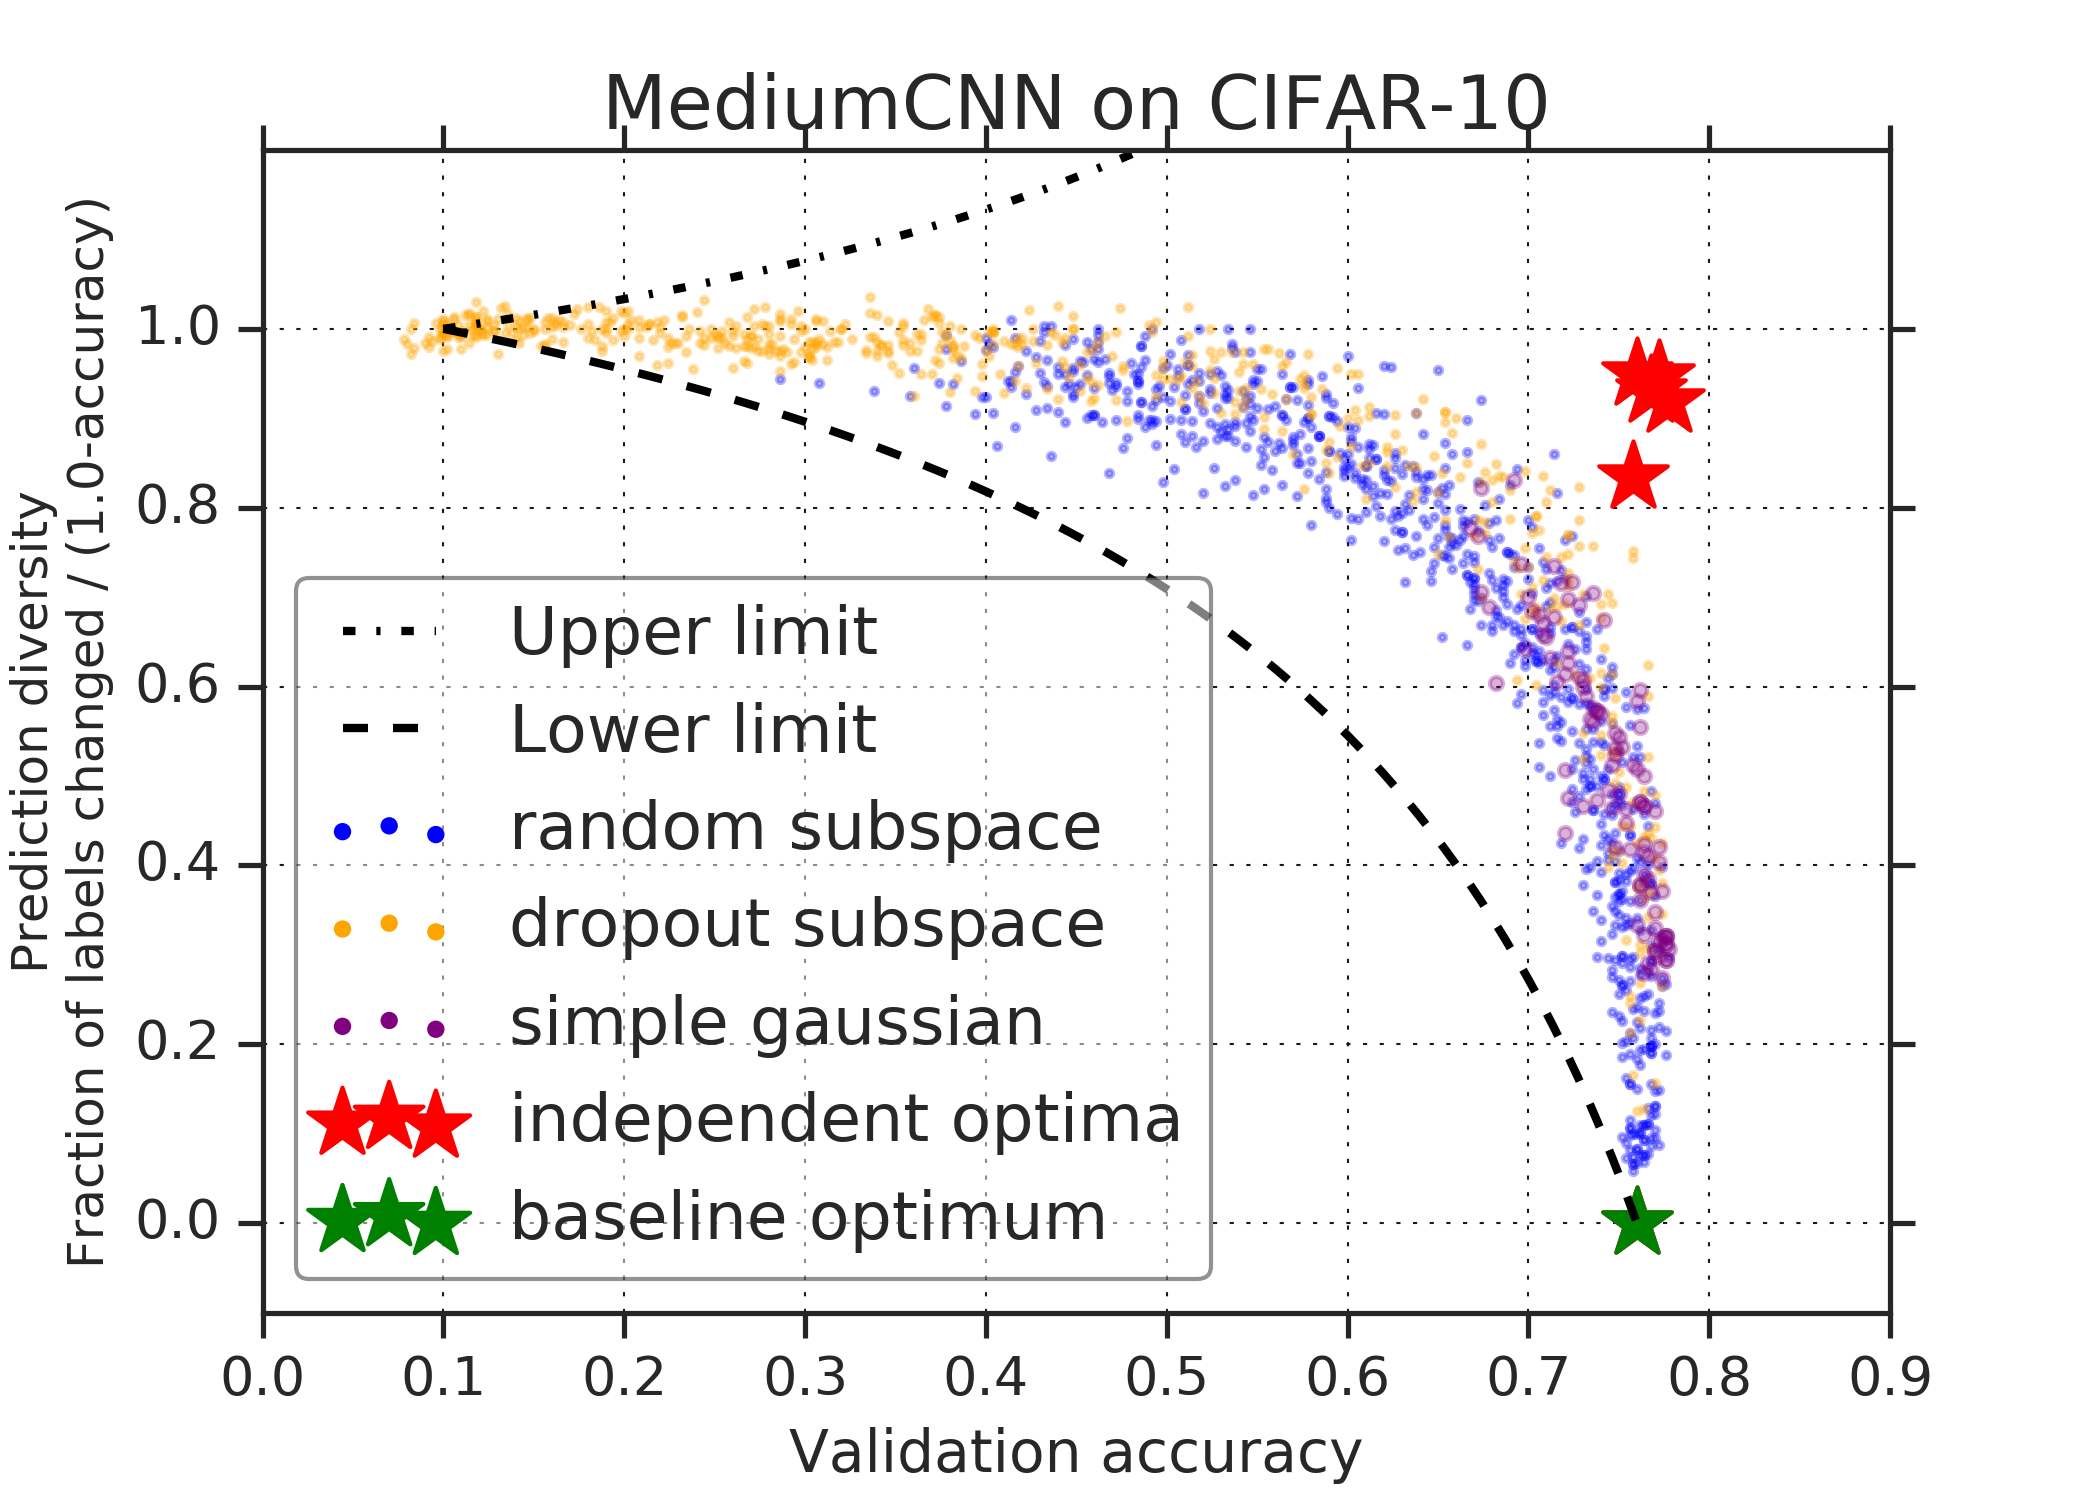 MediumCNN on CIFAR-10
Prediction diversity
Fraction of labels changed / (1.0-accuracy)
1.0
0.8
0.6
0.4
0.2
0.0
Upper limit
Lower limit
random subspace
dropout subspace
simple gaussian
independent optima
baseline optimum
0.0 0.1 0.2 0.3 0.4 0.5 0.6 0.7 0.8 0.9
Validation accuracy